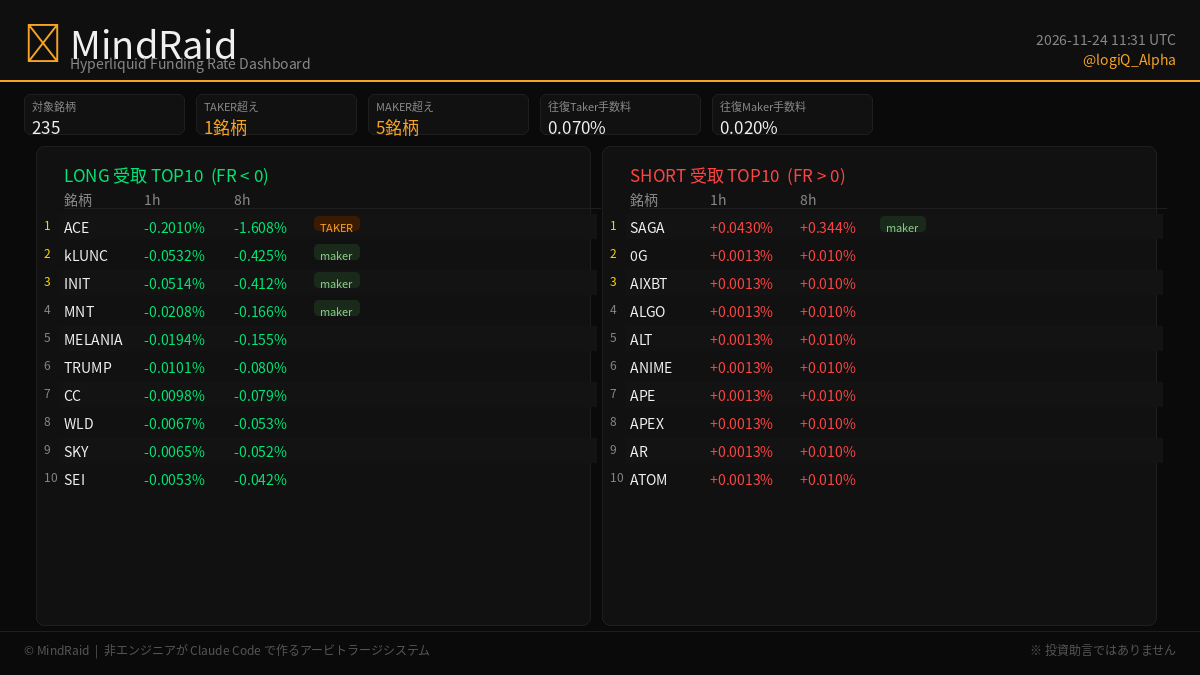 MindRaid
Hyperliquid Funding Rate Dashboard
2026-11-24 11:31 UTC
@logiQ_Alpha
対象銘柄
235
TAKER超え
1銘柄
MAKER超え
5銘柄
往復Taker手数料
0.070%
往復Maker手数料
0.020%
LONG 受取 TOP10 (FR < 0)
銘柄 1h 8h
1 ACE -0.2010% -1.608% TAKER
2 kLUNC -0.0532% -0.425% maker
3 INIT -0.0514% -0.412% maker
4 MNT -0.0208% -0.166% maker
5 MELANIA -0.0194% -0.155%
6 TRUMP -0.0101% -0.080%
7 CC -0.0098% -0.079%
8 WLD -0.0067% -0.053%
9 SKY -0.0065% -0.052%
10 SEI -0.0053% -0.042%
SHORT 受取 TOP10 (FR > 0)
銘柄 1h 8h
1 SAGA +0.0430% +0.344% maker
2 0G +0.0013% +0.010%
3 AIXBT +0.0013% +0.010%
4 ALGO +0.0013% +0.010%
5 ALT +0.0013% +0.010%
6 ANIME +0.0013% +0.010%
7 APE +0.0013% +0.010%
8 APEX +0.0013% +0.010%
9 AR +0.0013% +0.010%
10 ATOM +0.0013% +0.010%
© MindRaid | 非エンジニアが Claude Code で作るアービトラージシステム
※ 投資助言ではありません